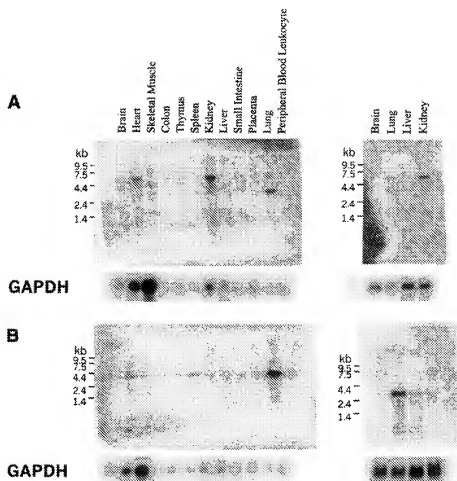 A
Brain
Heart
Skeletal Muscle
Colon
Thymus
Spleen
Kidney
Liver
Small Intestine
Placenta
Lung
Peripheral Blood Leukocyte
Brain
Lung
Liver
Kidney
kb
9.5
7.5
4.4
2.4
1.4
kb
9.5
7.5
4.4
2.4
1.4
GAPDH
B
kb
9.5
7.5
4.4
2.4
1.4
kb
9.5
7.5
4.4
2.4
1.4
GAPDH